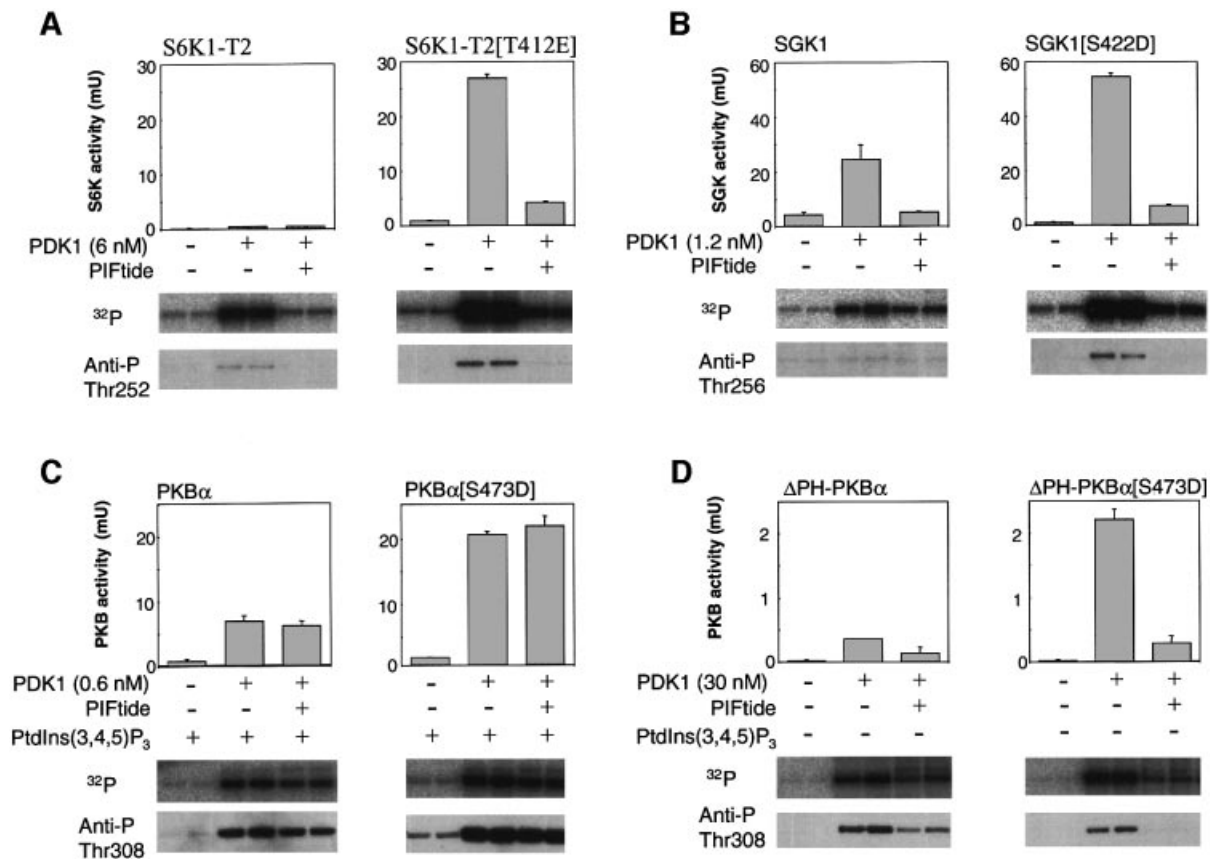 A
S6K1-T2
S6K1-T2[T412E]
S6K activity (mU)
30
20
10
0
30
20
10
0
PDK1 (6 nM) - + + - + +
PIFtide - - + - - +
32P
Anti-P
Thr252
B
SGK1
SGK1[S422D]
SGK activity (mU)
60
40
20
0
60
40
20
0
PDK1 (1.2 nM) - + + - + +
PIFtide - - + - - +
32P
Anti-P
Thr256
C
PKBα
PKBα[S473D]
PKB activity (mU)
20
10
0
20
10
0
PDK1 (0.6 nM) - + + - + +
PIFtide - - + - - +
PtdIns(3,4,5)P3 + + + + + +
32P
Anti-P
Thr308
D
ΔPH-PKBα
ΔPH-PKBα[S473D]
PKB activity (mU)
2
1
0
2
1
0
PDK1 (30 nM) - + + - + +
PIFtide - - + - - +
PtdIns(3,4,5)P3 - - - - - -
32P
Anti-P
Thr308